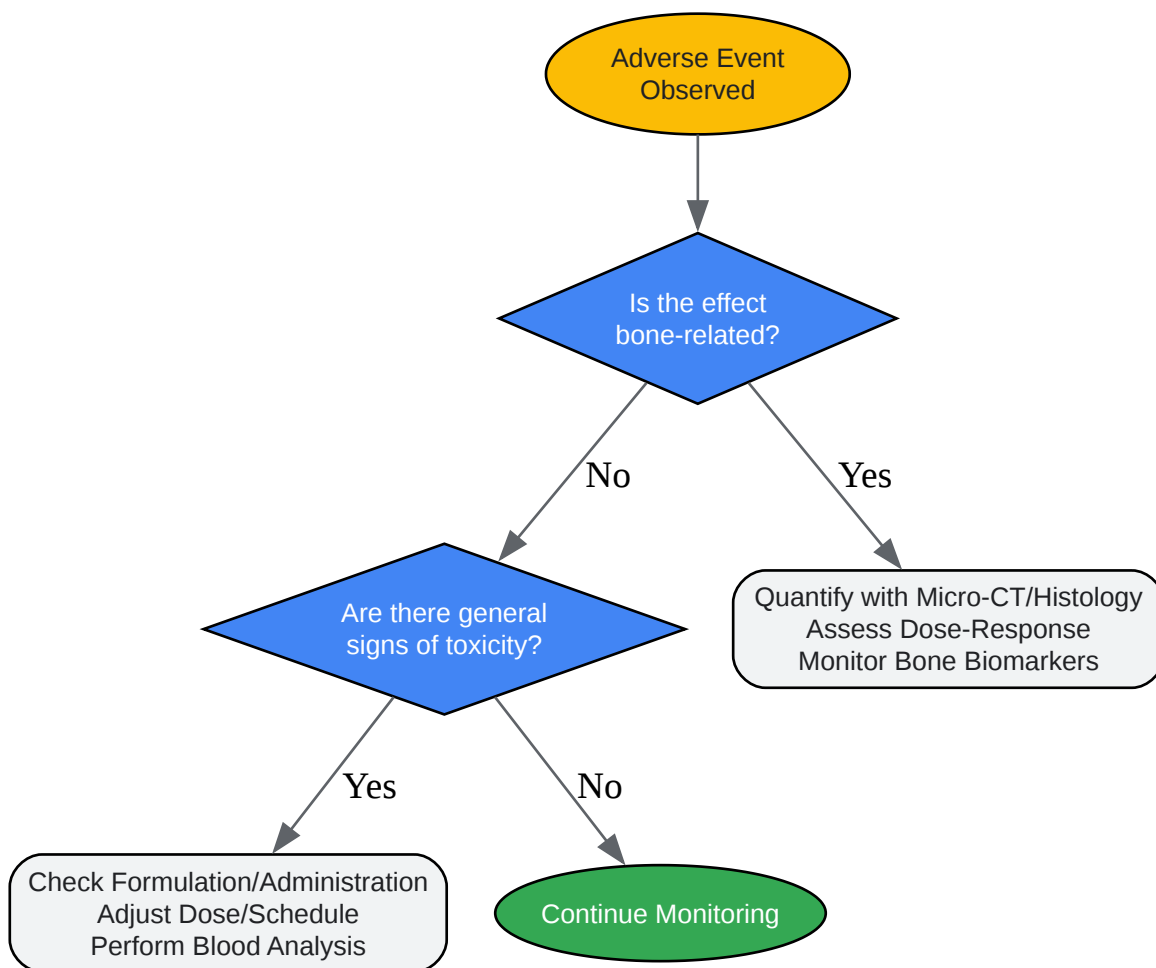 Adverse Event
Observed
Is the effect
bone-related?
No
Yes
Are there general
signs of toxicity?
Quantify with Micro-CT/Histology
Assess Dose-Response
Monitor Bone Biomarkers
Yes
No
Check Formulation/Administration
Adjust Dose/Schedule
Perform Blood Analysis
Continue Monitoring